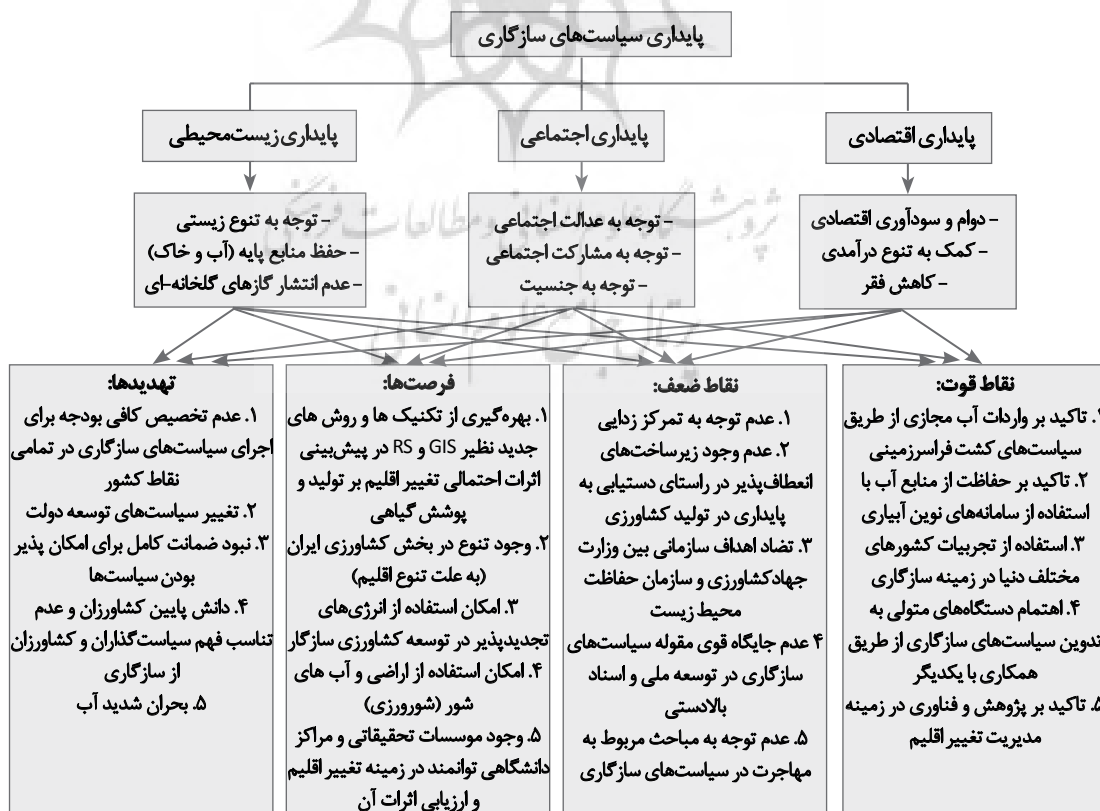 پایداری سیاست‌های سازگاری
پایداری اقتصادی
پایداری اجتماعی
پایداری زیست‌محیطی
- دوام و سودآوری اقتصادی
- کمک به تنوع درآمدی
- کاهش فقر
- توجه به عدالت اجتماعی
- توجه به مشارکت اجتماعی
- توجه به جنسیت
- توجه به تنوع زیستی
- حفظ منابع پایه (آب و خاک)
- عدم انتشار گازهای گلخانه-ای
پژوهشگاه علوم انسانی و مطالعات فرهنگی
پرتال جامع علوم انسانی
نقاط قوت:
۱. تاکید بر واردات آب مجازی از طریق
سیاست‌های کشت فراسرزمینی
۲. تاکید بر حفاظت از منابع آب با
استفاده از سامانه‌های نوین آبیاری
۳. استفاده از تجربیات کشورهای
مختلف دنیا در زمینه سازگاری
۴. اهتمام دستگاه‌های متولی به
تدوین سیاست‌های سازگاری از طریق
همکاری با یکدیگر
۵. تاکید بر پژوهش و فناوری در زمینه
مدیریت تغییر اقلیم
نقاط ضعف:
۱. عدم توجه به تمرکز زدایی
۲. عدم وجود زیرساخت‌های
انعطاف‌پذیر در راستای دستیابی به
پایداری در تولید کشاورزی
۳. تضاد اهداف سازمانی بین وزارت
جهادکشاورزی و سازمان حفاظت
محیط زیست
۴ عدم جایگاه قوی مقوله سیاست‌های
سازگاری در توسعه ملی و اسناد
بالادستی
۵. عدم توجه به مباحث مربوط به
مهاجرت در سیاست‌های سازگاری
فرصت‌ها:
۱. بهره‌گیری از تکنیک ها و روش های
جدید نظیر GIS و RS در پیش‌بینی
اثرات احتمالی تغییر اقلیم بر تولید و
پوشش گیاهی
۲. وجود تنوع در بخش کشاورزی ایران
(به علت تنوع اقلیم)
۳. امکان استفاده از انرژی‌های
تجدیدپذیر در توسعه کشاورزی سازگار
۴. امکان استفاده از اراضی و آب های
شور (شورورزی)
۵. وجود موسسات تحقیقاتی و مراکز
دانشگاهی توانمند در زمینه تغییر اقلیم
و ارزیابی اثرات آن
تهدیدها:
۱. عدم تخصیص کافی بودجه برای
اجرای سیاست‌های سازگاری در تمامی
نقاط کشور
۲. تغییر سیاست‌های توسعه دولت
۳. نبود ضمانت کامل برای امکان پذیر
بودن سیاست‌ها
۴. دانش پایین کشاورزان و عدم
تناسب فهم سیاست‌گذاران و کشاورزان
از سازگاری
۵. بحران شدید آب